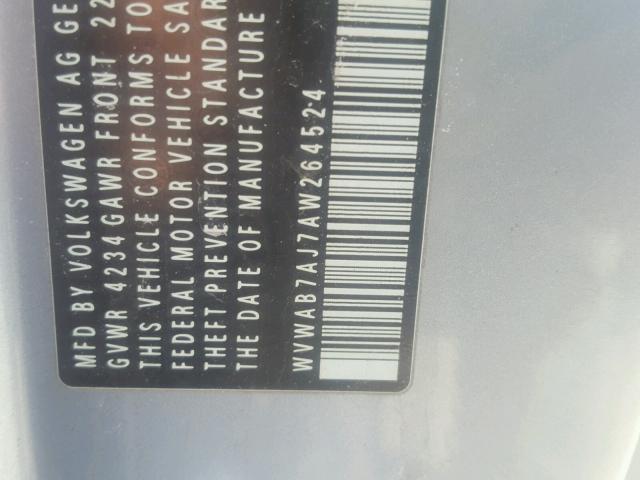 MFD BY VOLKSWAGEN AG GE
GVWR 4234 GAWR FRONT 22
THIS VEHICLE CONFORMS TO
FEDERAL MOTOR VEHICLE SA
THEFT PREVENTION STANDAR
THE DATE OF MANUFACTURE
WVWAB7AJ7AW264524